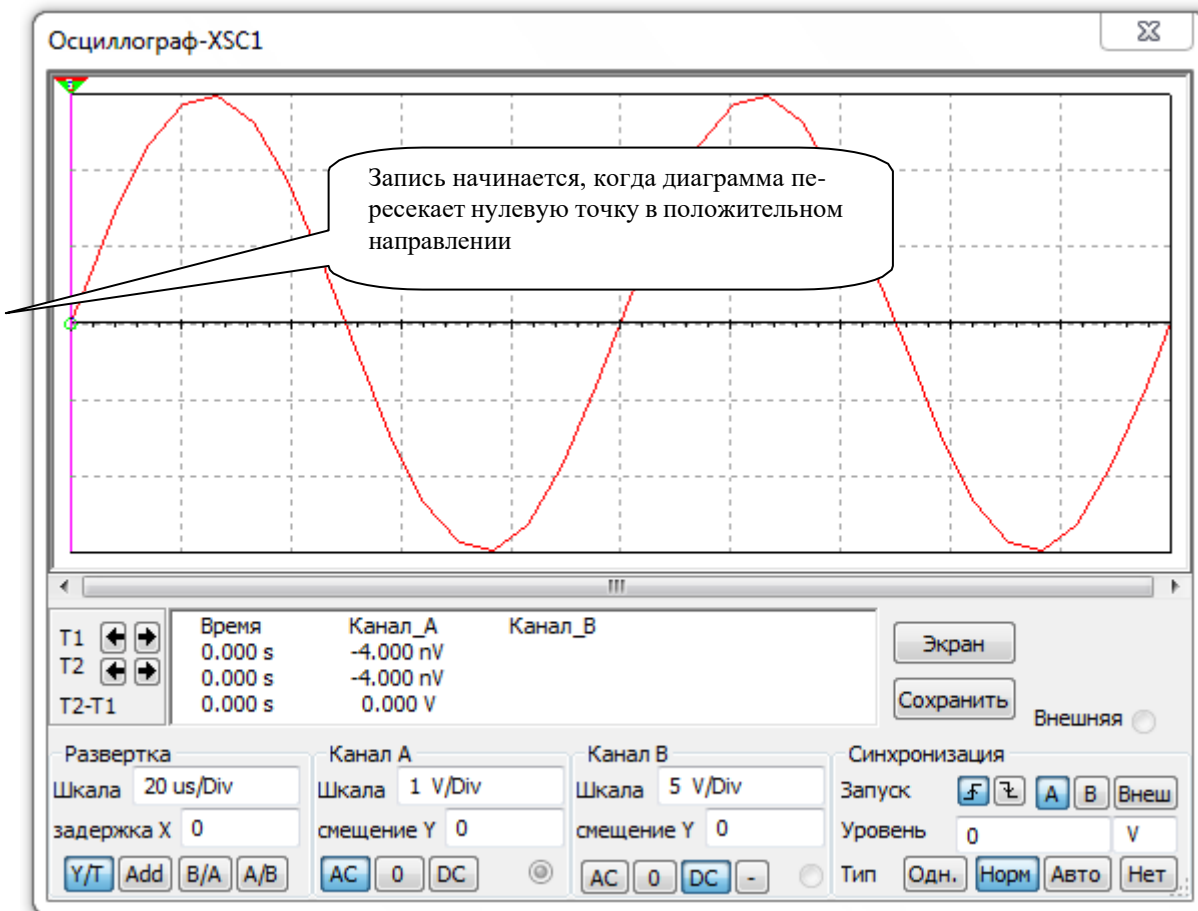 Осциллограф-XSC1
Запись начинается, когда диаграмма пе-
ресекает нулевую точку в положительном
направлении
T1
T2
T2-T1
Время Канал_A Канал_B
0.000 s -4.000 nV
0.000 s -4.000 nV
0.000 s 0.000 V
Экран
Сохранить
Внешняя
Развертка
Шкала 20 us/Div
задержка X 0
Y/T Add B/A A/B
Канал A
Шкала 1 V/Div
смещение Y 0
AC 0 DC
Канал B
Шкала 5 V/Div
смещение Y 0
AC 0 DC -
Синхронизация
Запуск A B Внеш
Уровень 0 V
Тип Одн. Норм Авто Нет